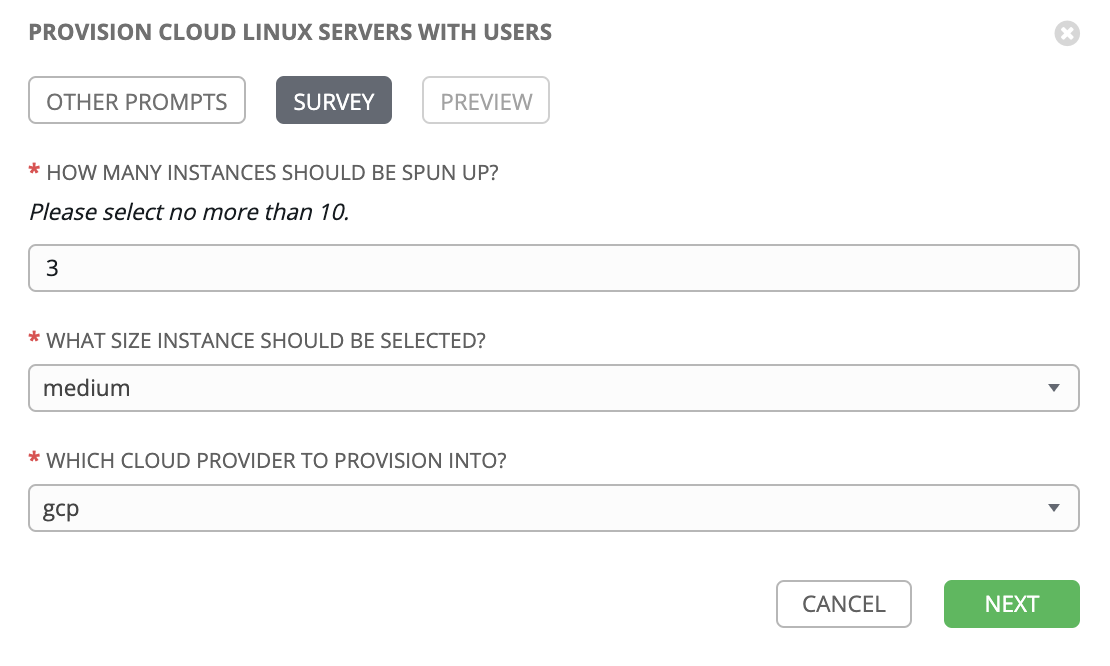 PROVISION CLOUD LINUX SERVERS WITH USERS
OTHER PROMPTS
SURVEY
PREVIEW
* HOW MANY INSTANCES SHOULD BE SPUN UP?
Please select no more than 10.
3
* WHAT SIZE INSTANCE SHOULD BE SELECTED?
medium
* WHICH CLOUD PROVIDER TO PROVISION INTO?
gcp
CANCEL
NEXT